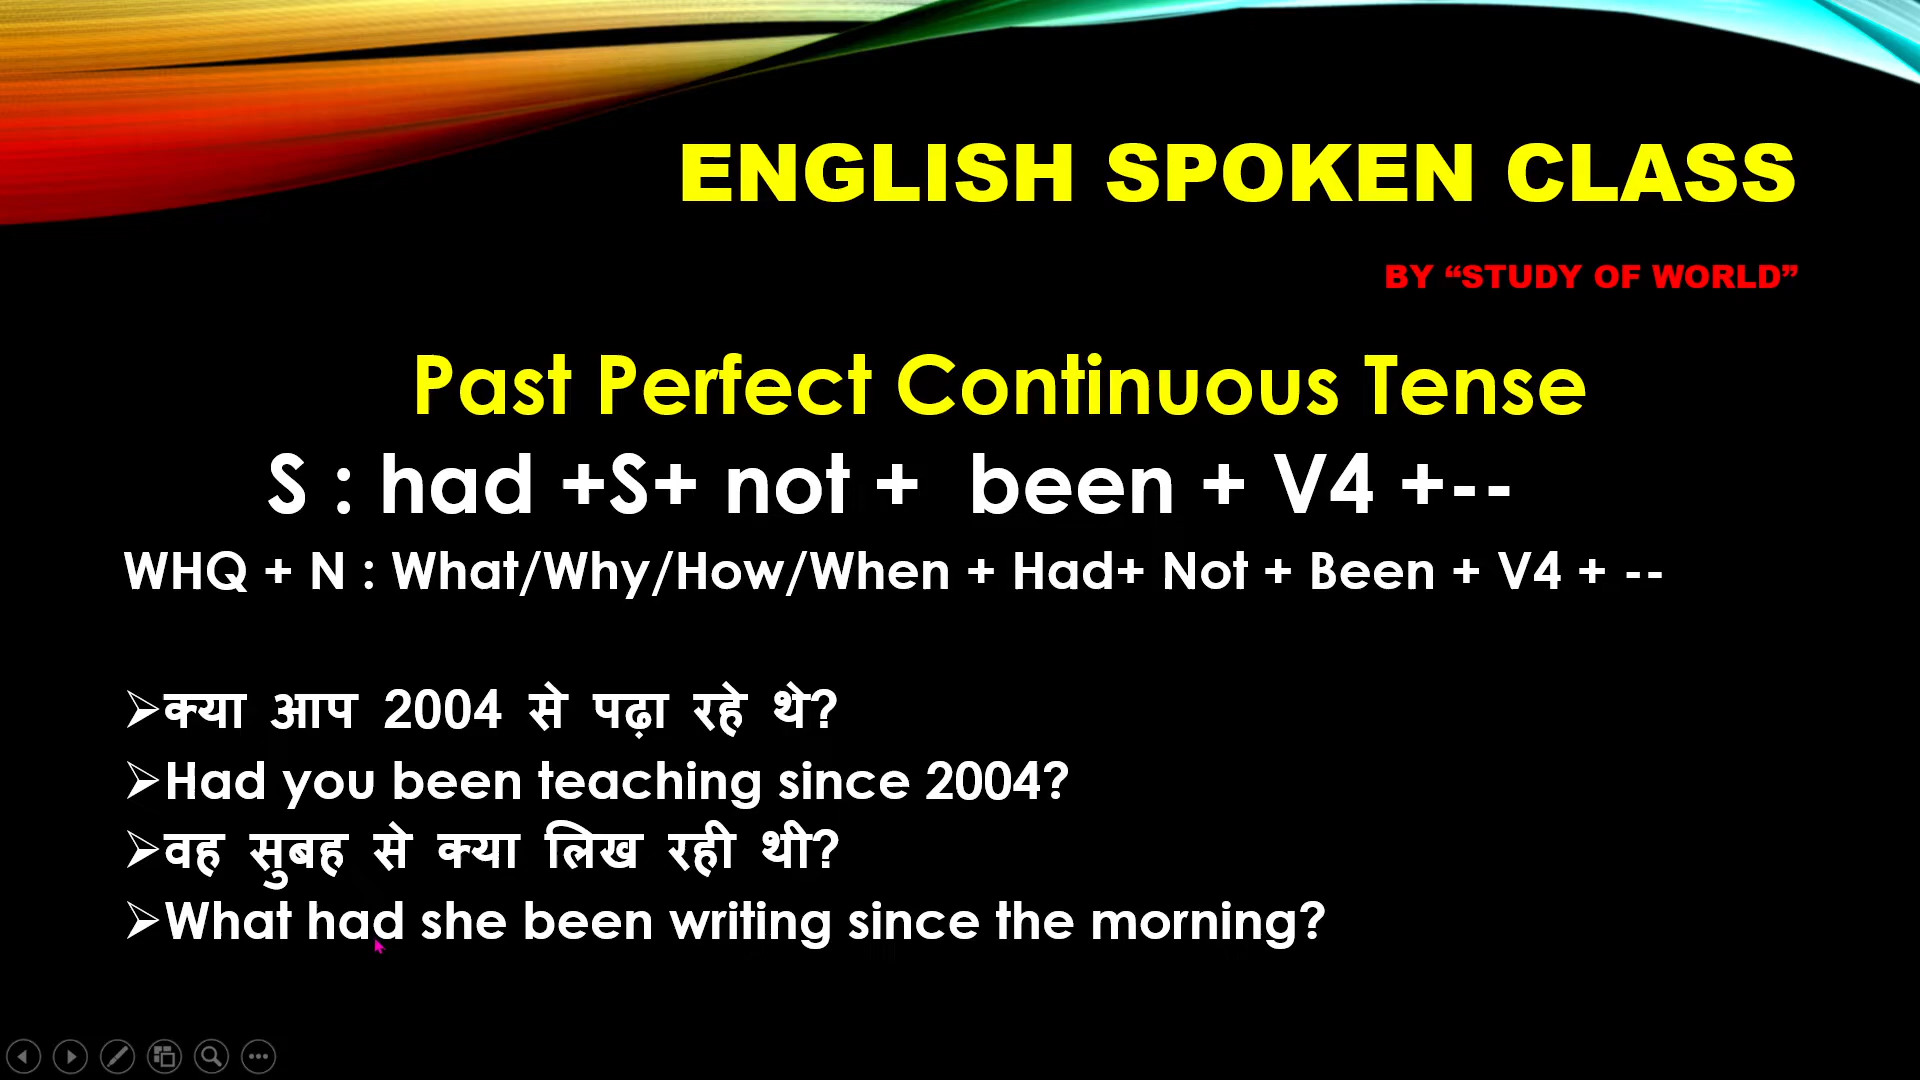 ENGLISH SPOKEN CLASS
BY “STUDY OF WORLD”
Past Perfect Continuous Tense
S : had +S+ not + been + V4 +--
WHQ + N : What/Why/How/When + Had+ Not + Been + V4 + --
क्या आप 2004 से पढ़ा रहे थे?
Had you been teaching since 2004?
वह सुबह से क्या लिख रही थी?
What had she been writing since the morning?